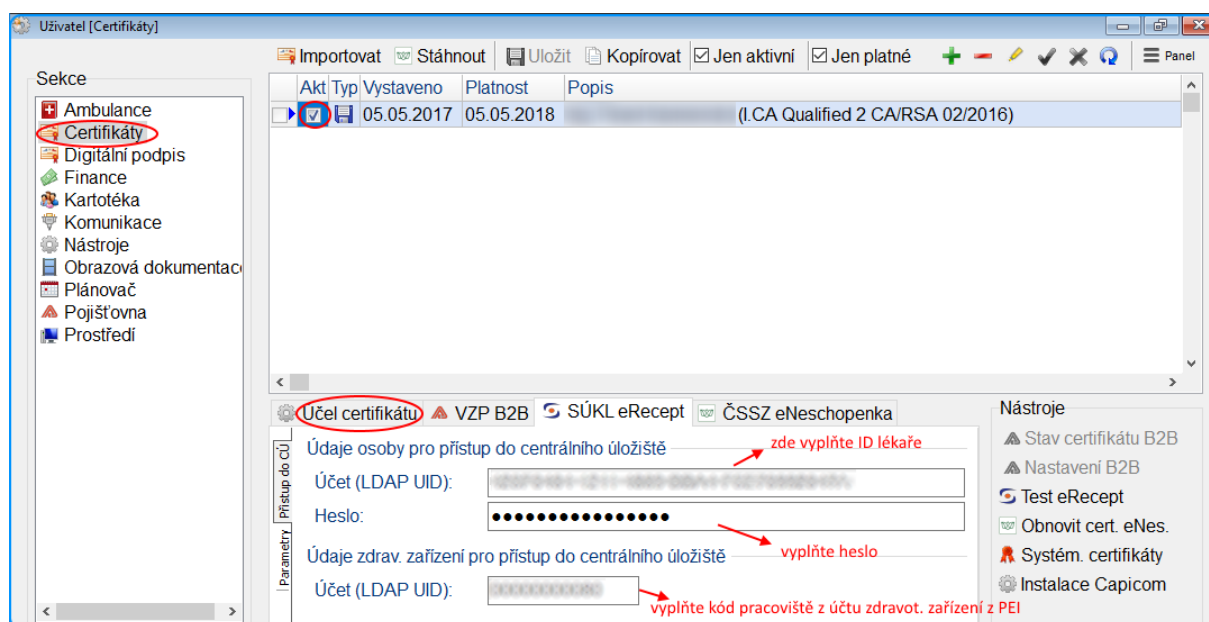 Uživatel [Certifikáty]
Importovat Stáhnout Uložit Kopírovat Jen aktivní Jen platné Panel
Sekce
Ambulance
Certifikáty
Digitální podpis
Finance
Kartotéka
Komunikace
Nástroje
Obrazová dokumentac
Plánovač
Pojišťovna
Prostředí
Akt Typ Vystaveno Platnost Popis
05.05.2017 05.05.2018 (I.CA Qualified 2 CA/RSA 02/2016)
Účel certifikátu VZP B2B SÚKL eRecept ČSSZ eNeschopenka
Přístup do CÚ
Parametry
Údaje osoby pro přístup do centrálního úložiště
zde vyplňte ID lékaře
Účet (LDAP UID):
Heslo: ●●●●●●●●●●●●●●●●
vyplňte heslo
Údaje zdrav. zařízení pro přístup do centrálního úložiště
Účet (LDAP UID):
vyplňte kód pracoviště z účtu zdravot. zařízení z PEI
Nástroje
Stav certifikátu B2B
Nastavení B2B
Test eRecept
Obnovit cert. eNes.
Systém. certifikáty
Instalace Capicom